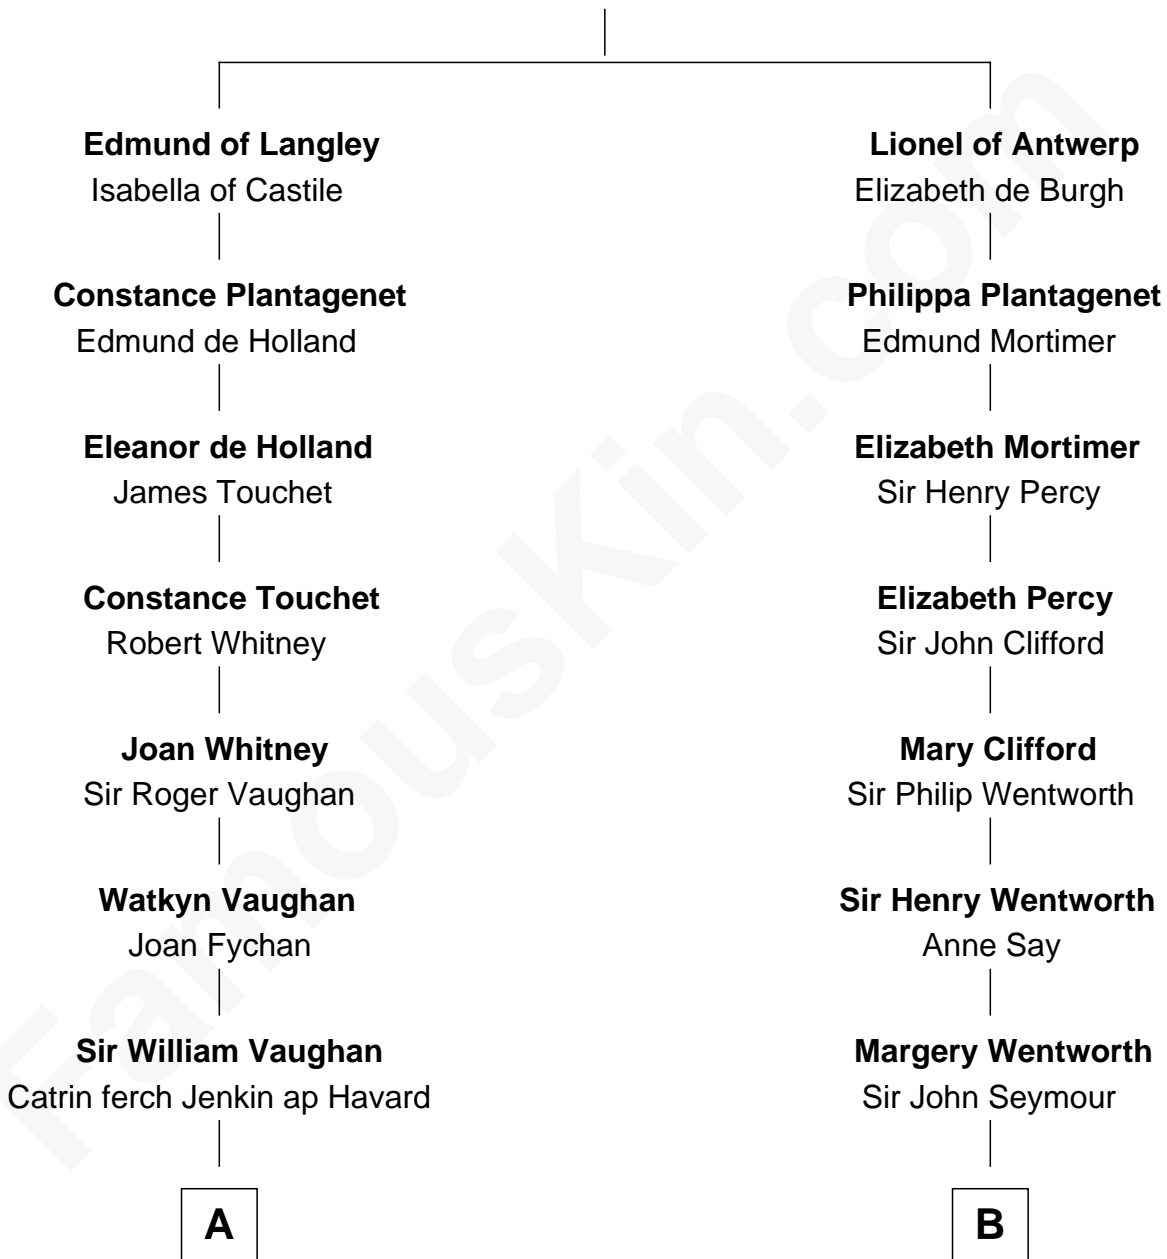 Edmund of Langley
Isabella of Castile
Constance Plantagenet
Edmund de Holland
Eleanor de Holland
James Touchet
Constance Touchet
Robert Whitney
Joan Whitney
Sir Roger Vaughan
Watkyn Vaughan
Joan Fychan
Sir William Vaughan
Catrin ferch Jenkin ap Havard
A
Lionel of Antwerp
Elizabeth de Burgh
Philippa Plantagenet
Edmund Mortimer
Elizabeth Mortimer
Sir Henry Percy
Elizabeth Percy
Sir John Clifford
Mary Clifford
Sir Philip Wentworth
Sir Henry Wentworth
Anne Say
Margery Wentworth
Sir John Seymour
B
FamousKin.com